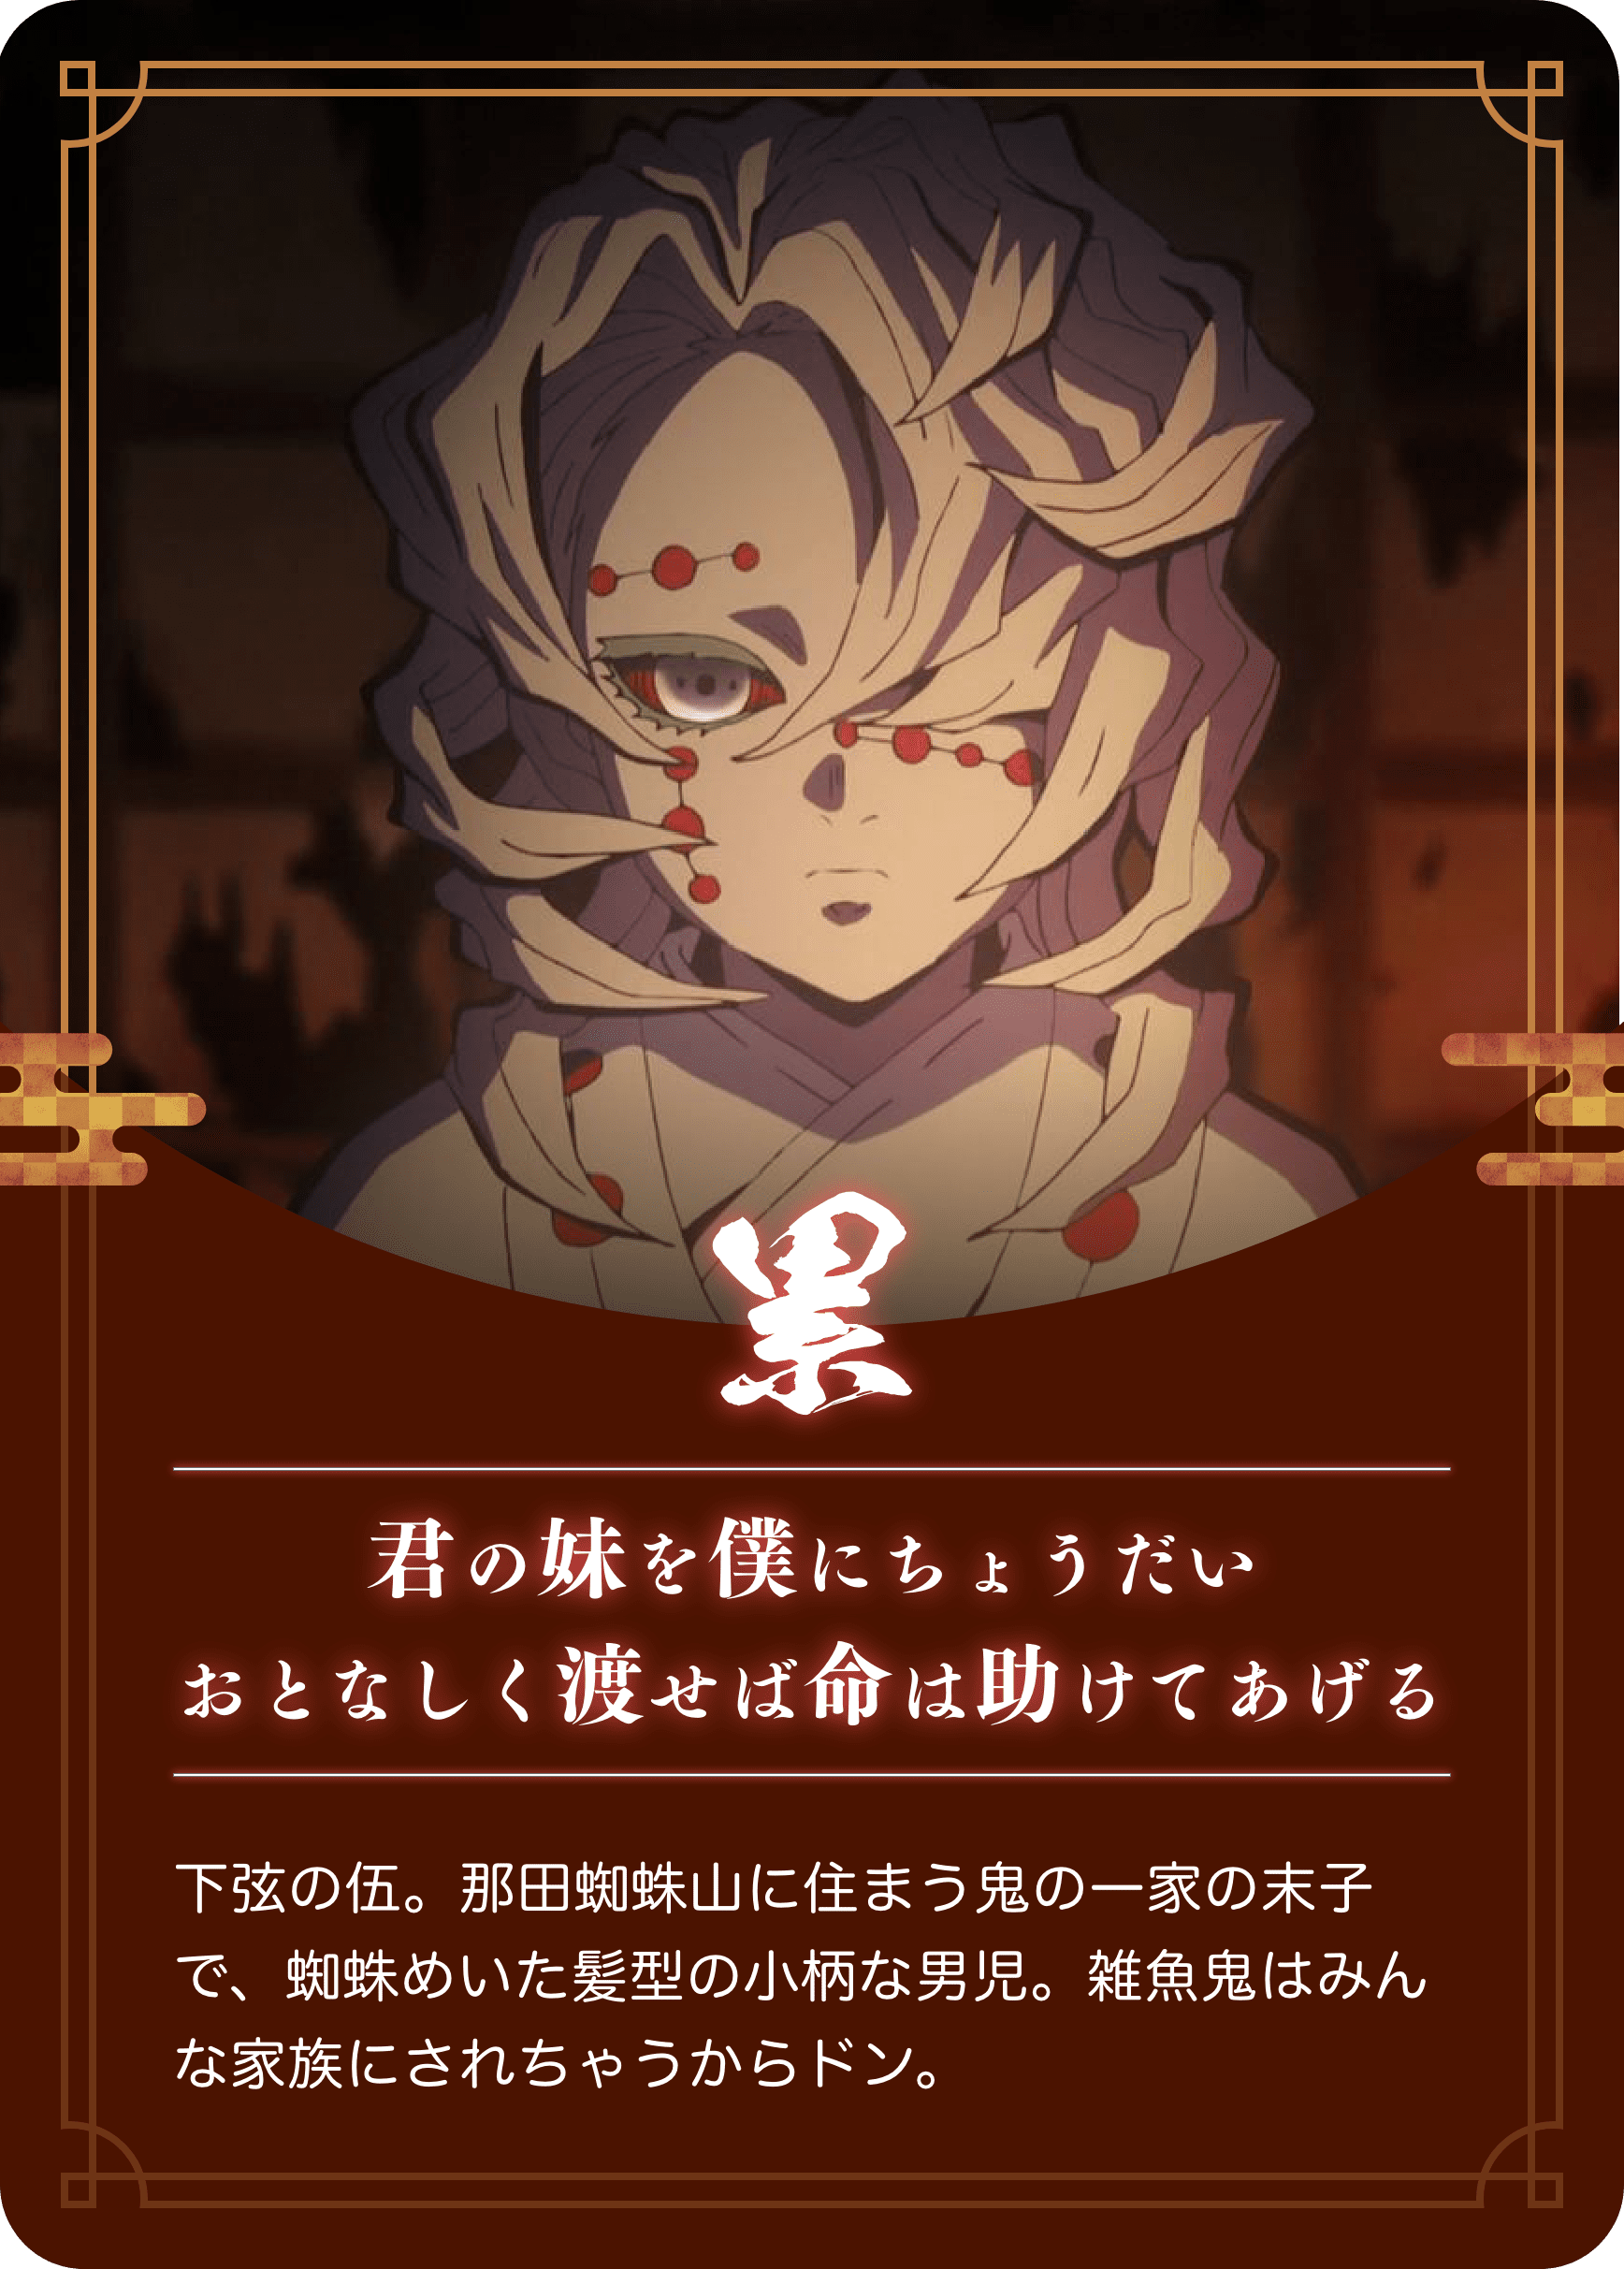 累
君の妹を僕にちょうだい
おとなしく渡せば命は助けてあげる
下弦の伍。那田蜘蛛山に住まう鬼の一家の末子
で、蜘蛛めいた髪型の小柄な男児。雑魚鬼はみん
な家族にされちゃうからドン。